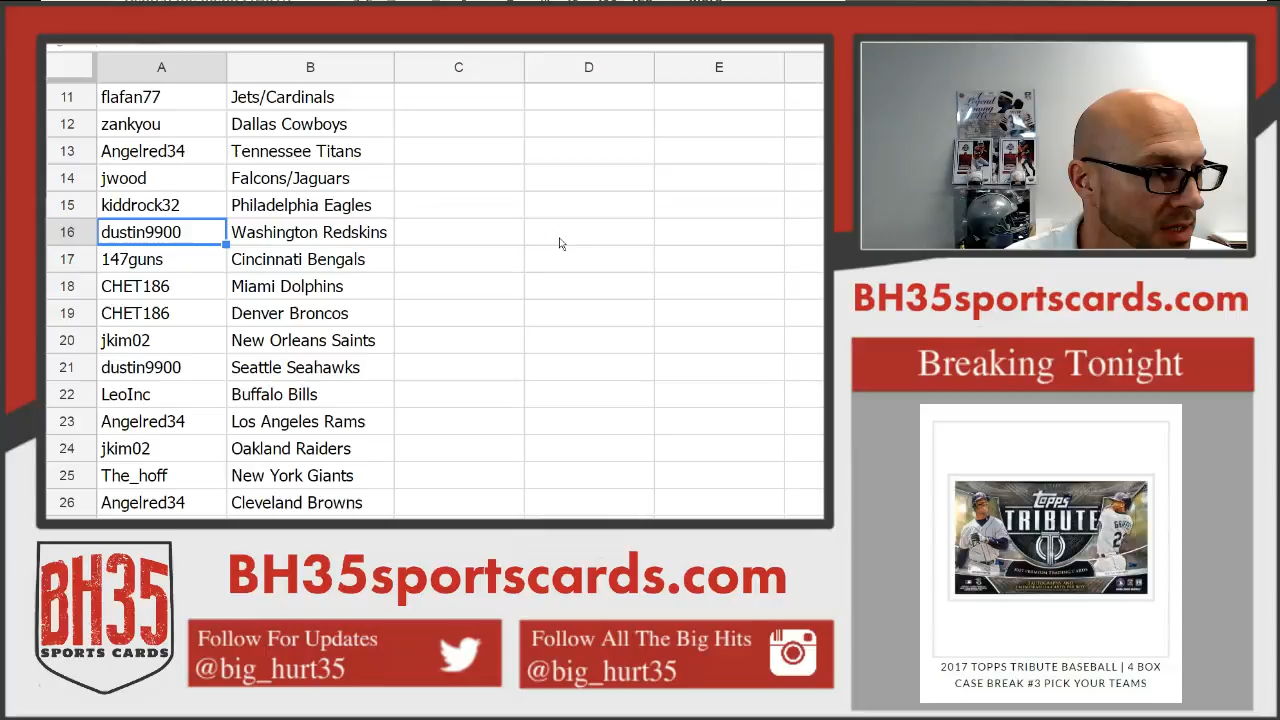 A B C D E
11 flafan77 Jets/Cardinals
12 zankyou Dallas Cowboys
13 Angelred34 Tennessee Titans
14 jwood Falcons/Jaguars
15 kiddrock32 Philadelphia Eagles
16 dustin9900 Washington Redskins
17 147guns Cincinnati Bengals
18 CHET186 Miami Dolphins
19 CHET186 Denver Broncos
20 jkim02 New Orleans Saints
21 dustin9900 Seattle Seahawks
22 LeoInc Buffalo Bills
23 Angelred34 Los Angeles Rams
24 jkim02 Oakland Raiders
25 The_hoff New York Giants
26 Angelred34 Cleveland Browns
BH35sportscards.com
Breaking Tonight
Topps
TRIBUTE
2017 TOPPS TRIBUTE BASEBALL | 4 BOX
CASE BREAK #3 PICK YOUR TEAMS
BH35
SPORTS CARDS
BH35sportscards.com
Follow For Updates
@big_hurt35
Follow All The Big Hits
@big_hurt35